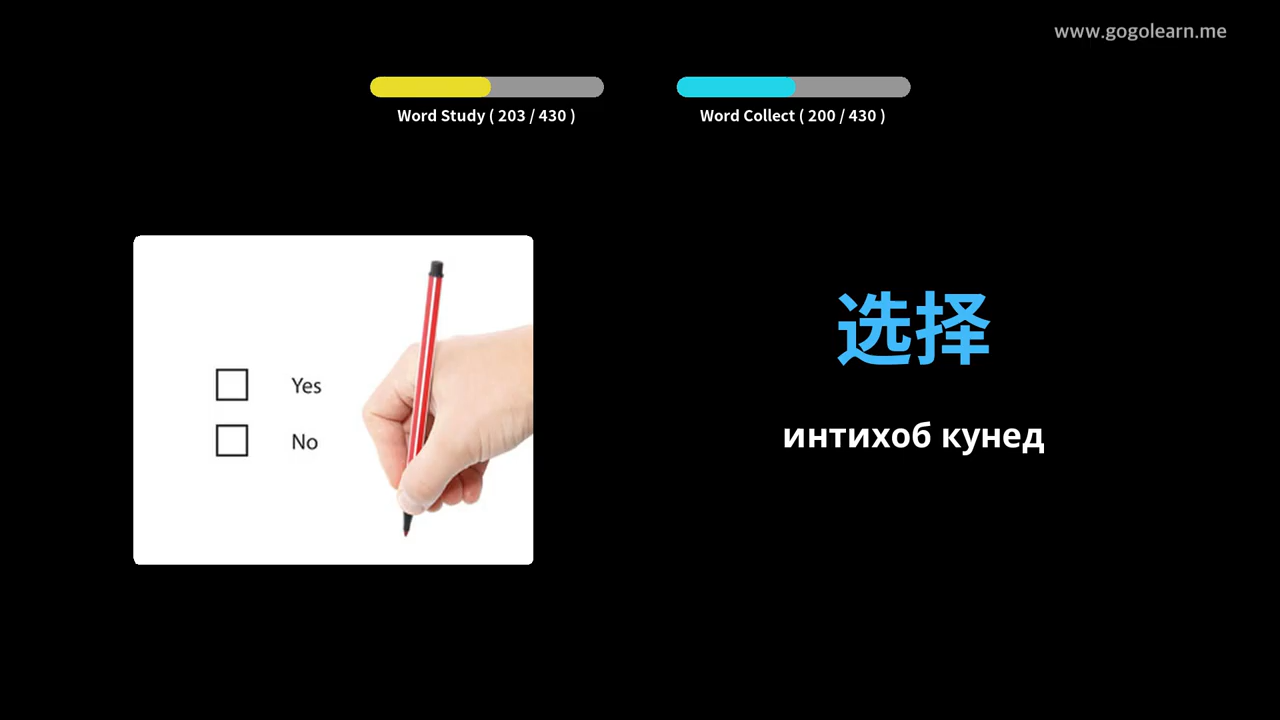 www.gogolearn.me
Word Study ( 203 / 430 )
Word Collect ( 200 / 430 )
Yes
No
选择
интихоб кунед